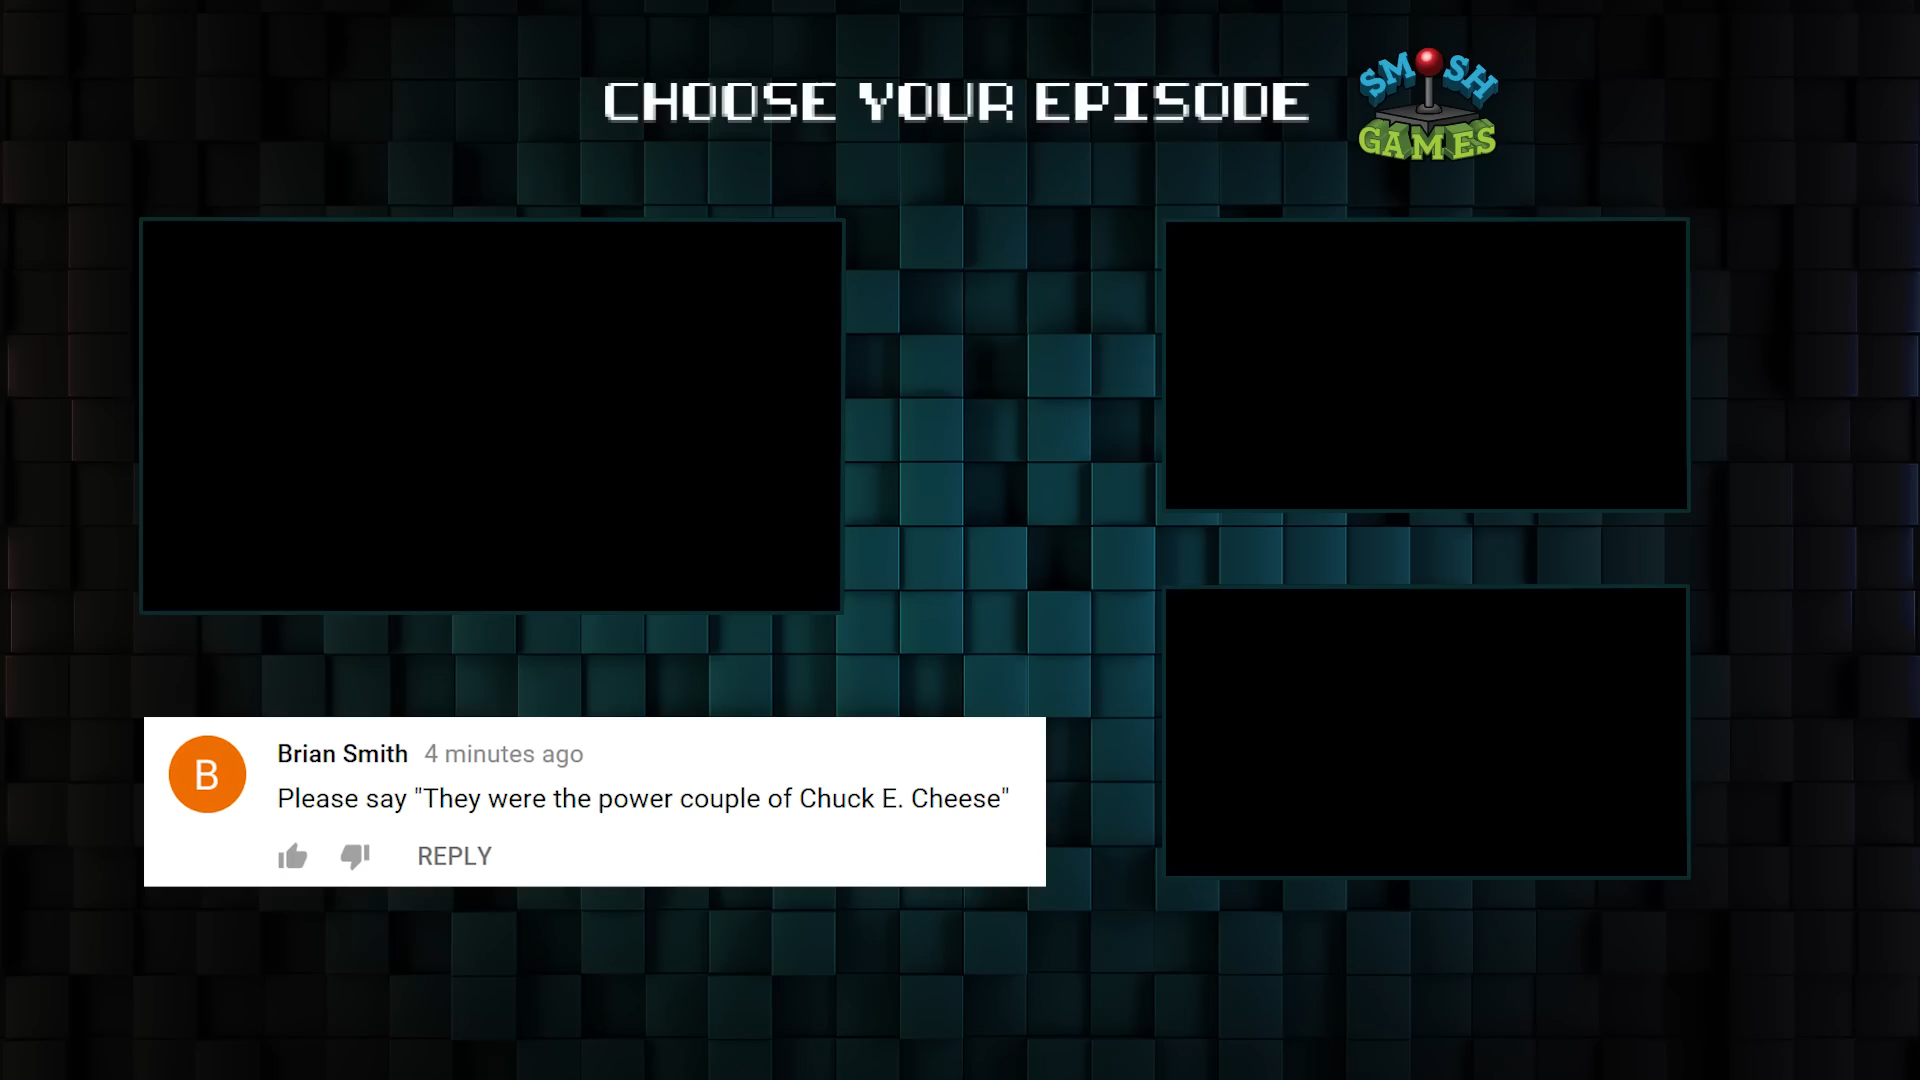 CHOOSE YOUR EPISODE
SMOSH
GAMES
B
Brian Smith 4 minutes ago
Please say "They were the power couple of Chuck E. Cheese"
REPLY